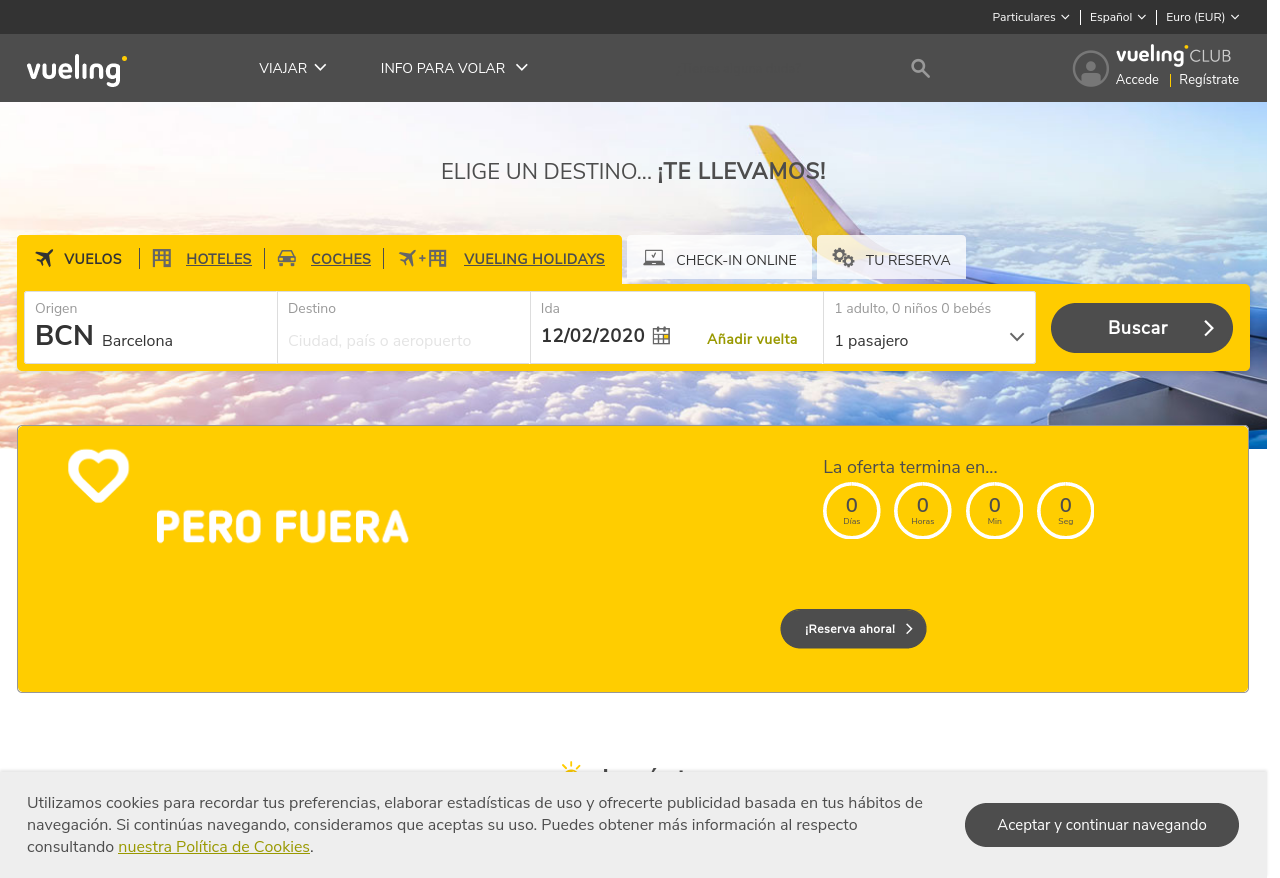 Particulares Español Euro (EUR)
vueling VIAJAR INFO PARA VOLAR vueling CLUB
Accede Regístrate
ELIGE UN DESTINO... ¡TE LLEVAMOS!
VUELOS HOTELES COCHES + VUELING HOLIDAYS CHECK-IN ONLINE TU RESERVA
Origen Destino Ida 1 adulto, 0 niños 0 bebés
BCN Barcelona Ciudad, país o aeropuerto 12/02/2020 Añadir vuelta 1 pasajero Buscar
La oferta termina en...
0 0 0 0
Días Horas Min Seg
PERO FUERA
¡Reserva ahora!
Utilizamos cookies para recordar tus preferencias, elaborar estadísticas de uso y ofrecerte publicidad basada en tus hábitos de
navegación. Si continúas navegando, consideramos que aceptas su uso. Puedes obtener más información al respecto
consultando nuestra Política de Cookies.
Aceptar y continuar navegando